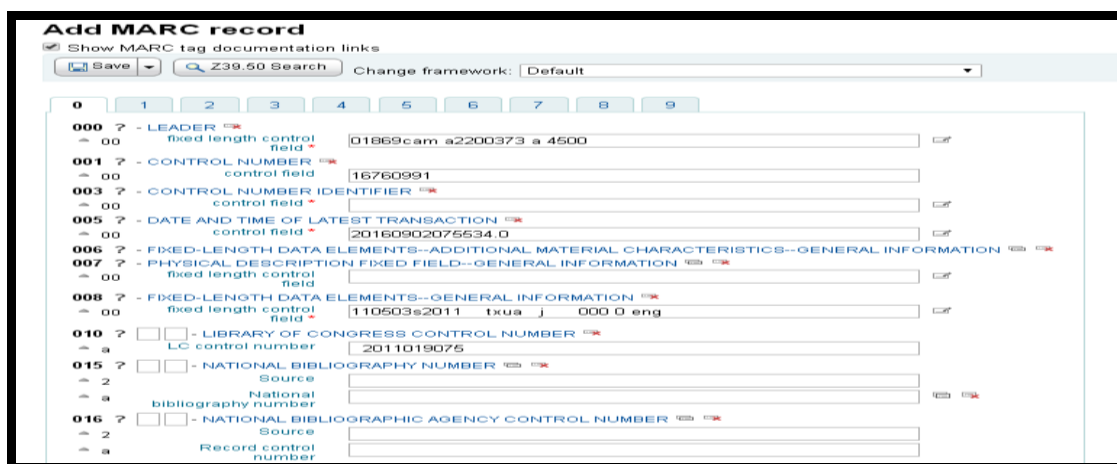 Add MARC record
Show MARC tag documentation links
Save Z39.50 Search Change framework: Default
0 1 2 3 4 5 6 7 8 9
000 ? - LEADER
00 fixed length control field * 01869cam a2200373 a 4500
001 ? - CONTROL NUMBER
00 control field 16760991
003 ? - CONTROL NUMBER IDENTIFIER
00 control field *
005 ? - DATE AND TIME OF LATEST TRANSACTION
00 control field * 20160902075534.0
006 ? - FIXED-LENGTH DATA ELEMENTS--ADDITIONAL MATERIAL CHARACTERISTICS--GENERAL INFORMATION
007 ? - PHYSICAL DESCRIPTION FIXED FIELD--GENERAL INFORMATION
00 fixed length control field
008 ? - FIXED-LENGTH DATA ELEMENTS--GENERAL INFORMATION
00 fixed length control field * 110503s2011 txua j 000 0 eng
010 ? - LIBRARY OF CONGRESS CONTROL NUMBER
a LC control number 2011019075
015 ? - NATIONAL BIBLIOGRAPHY NUMBER
2 Source
a National bibliography number
016 ? - NATIONAL BIBLIOGRAPHIC AGENCY CONTROL NUMBER
2 Source
a Record control number